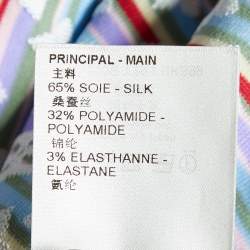 PRINCIPAL - MAIN
主料
65% SOIE - SILK
桑蚕丝
32% POLYAMIDE -
POLYAMIDE
锦纶
3% ELASTHANNE -
ELASTANE
氨纶